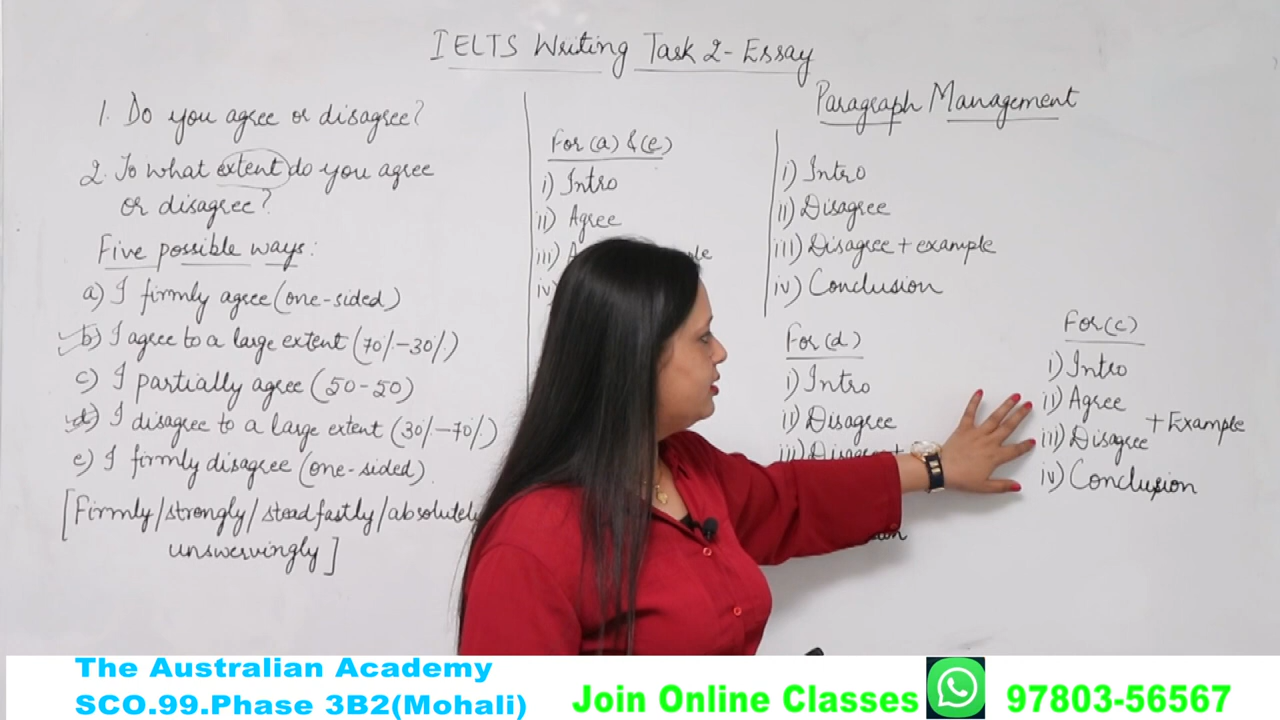 IELTS Writing Task 2 - Essay
1. Do you agree or disagree?
2. To what extent do you agree
or disagree?
Five possible ways:
a) I firmly agree (one-sided)
b) I agree to a large extent (70%-30%)
c) I partially agree (50-50)
d) I disagree to a large extent (30%-70%)
e) I firmly disagree (one-sided)
[Firmly/strongly/steadfastly/absolutely
unswervingly]
Paragraph Management
For (a) & (e)
i) Intro
ii) Agree
iii)
iv)
i) Intro
ii) Disagree
iii) Disagree + example
iv) Conclusion
For (d)
i) Intro
ii) Disagree
iii)
For (c)
i) Intro
ii) Agree
+ Example
iii) Disagree
iv) Conclusion
The Australian Academy
SCO.99.Phase 3B2(Mohali)
Join Online Classes
97803-56567